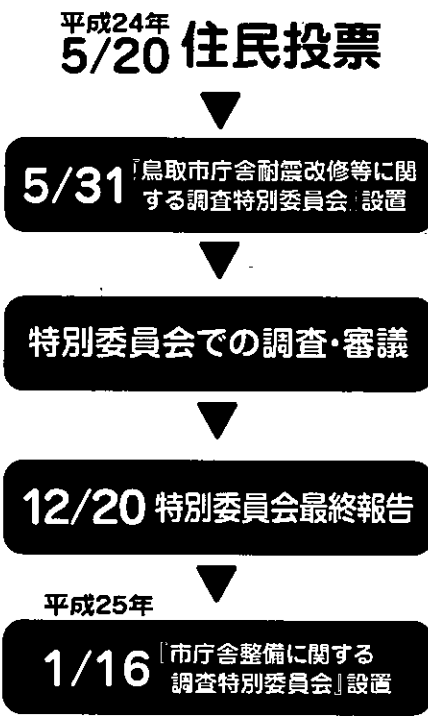 平成24年
5/20 住民投票
▼
5/31 『鳥取市庁舎耐震改修等に関
する調査特別委員会』設置
▼
特別委員会での調査・審議
▼
12/20 特別委員会最終報告
▼
平成25年
1/16 『市庁舎整備に関する
調査特別委員会』設置